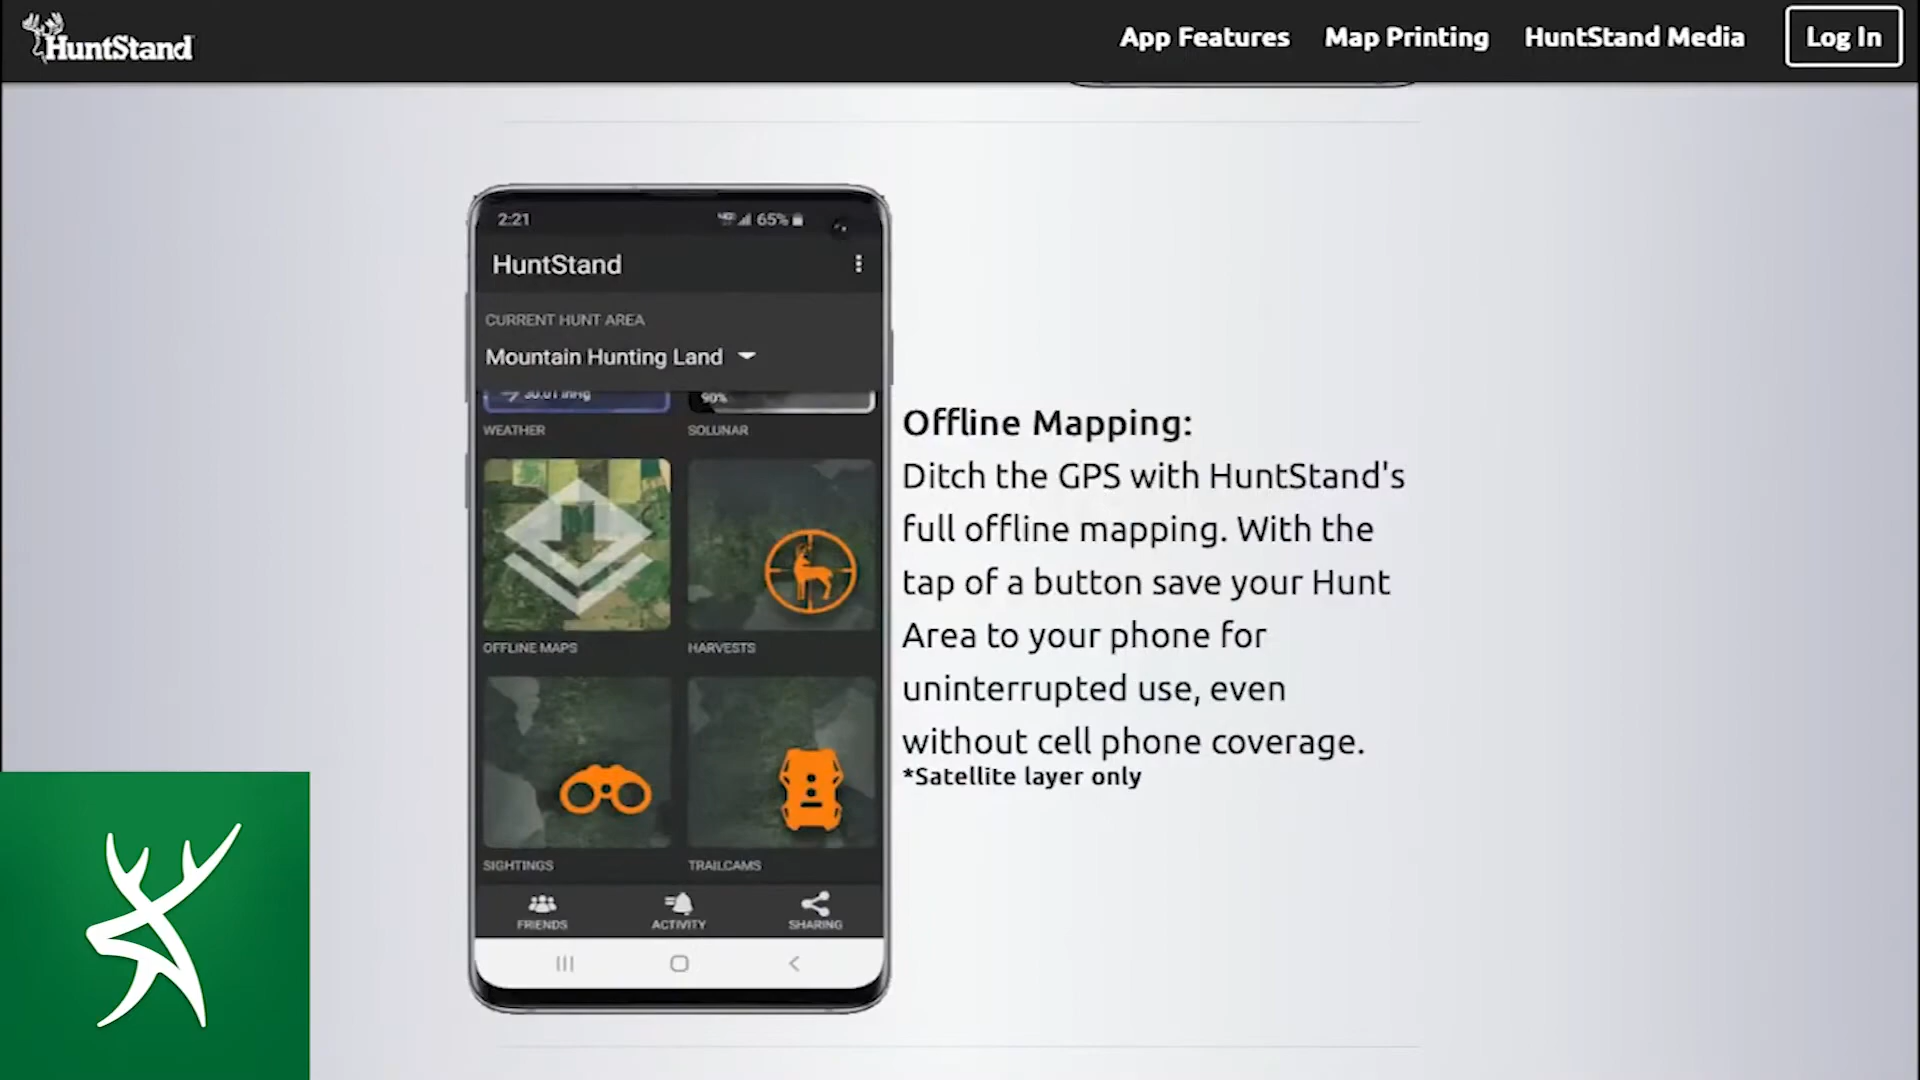 HuntStand
App Features
Map Printing
HuntStand Media
Log In
2:21
65%
HuntStand
CURRENT HUNT AREA
Mountain Hunting Land
30.01 inHg
90%
WEATHER
SOLUNAR
OFFLINE MAPS
HARVESTS
SIGHTINGS
TRAILCAMS
FRIENDS
ACTIVITY
SHARING
Offline Mapping:
Ditch the GPS with HuntStand's
full offline mapping. With the
tap of a button save your Hunt
Area to your phone for
uninterrupted use, even
without cell phone coverage.
*Satellite layer only